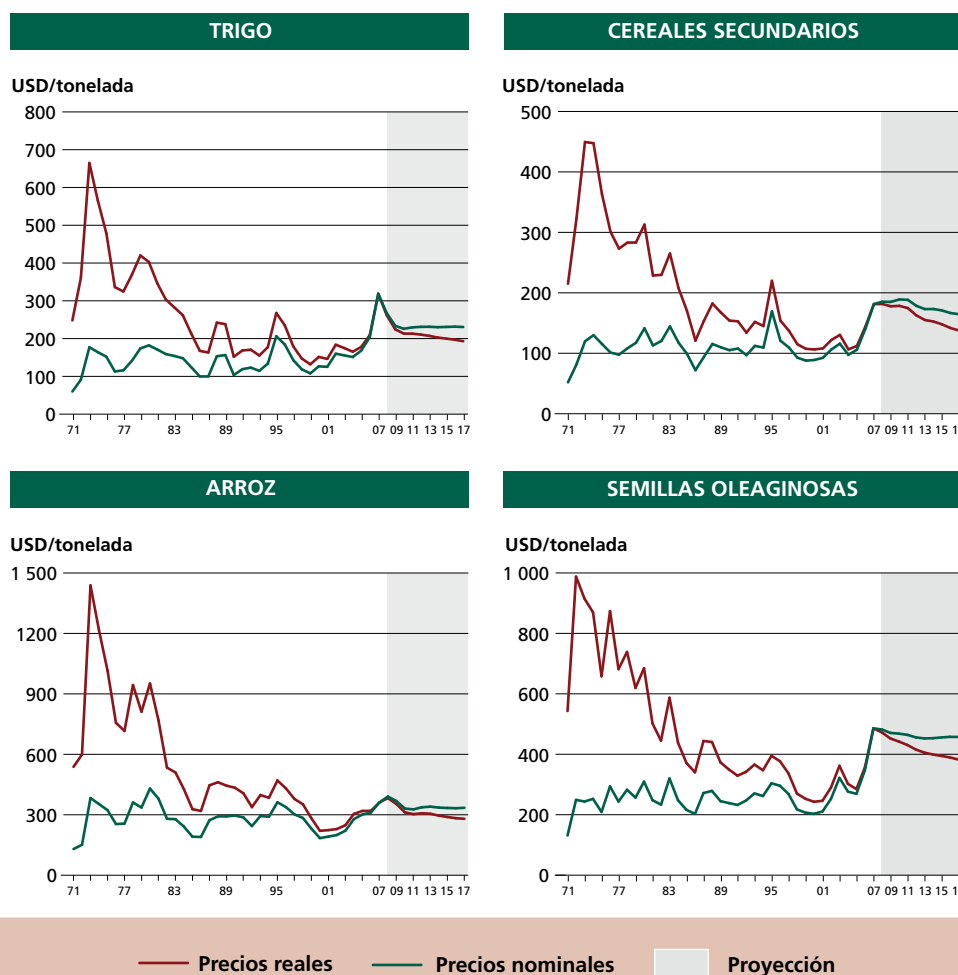 TRIGO
USD/tonelada
800
700
600
500
400
300
200
100
0
71 77 83 89 95 01 07 09 11 13 15 17
CEREALES SECUNDARIOS
USD/tonelada
500
400
300
200
100
0
71 77 83 89 95 01 07 09 11 13 15 1
ARROZ
USD/tonelada
1 500
1200
900
600
300
0
71 77 83 89 95 01 07 09 11 13 15 17
SEMILLAS OLEAGINOSAS
USD/tonelada
1 000
800
600
400
200
0
71 77 83 89 95 01 07 09 11 13 15 1
Precios reales Precios nominales Proyección